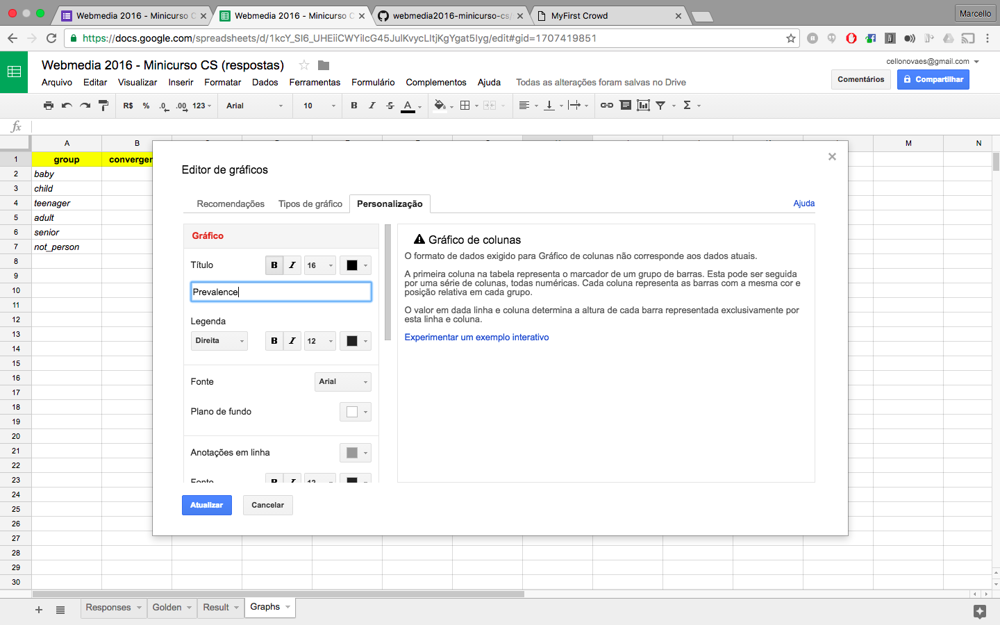 Webmedia 2016 - Minicurso C
Webmedia 2016 - Minicurso C
webmedia2016-minicurso-cs/
MyFirst Crowd
Marcello
https://docs.google.com/spreadsheets/d/1kcY_SI6_UHEiiCWYilcG45JulKvycLItjKgYgat5Iyg/edit#gid=1707419851
Webmedia 2016 - Minicurso CS (respostas)
cellonovaes@gmail.com
Arquivo Editar Visualizar Inserir Formatar Dados Ferramentas Formulário Complementos Ajuda Todas as alterações foram salvas no Drive
Comentários
Compartilhar
R$ % .0 .00 123 Arial 10 B I S A Σ
fx
A B M N
1 group converger
2 baby
3 child
4 teenager
5 adult
6 senior
7 not_person
8
9
10
11
12
13
14
15
16
17
18
19
20
21
22
23
24
25
26
27
28
29
30
Editor de gráficos
Recomendações Tipos de gráfico Personalização
Ajuda
Gráfico
Título B I 16
Prevalence
Legenda
Direita B I 12
Fonte Arial
Plano de fundo
Anotações em linha
Fonte B I 12
Gráfico de colunas
O formato de dados exigido para Gráfico de colunas não corresponde aos dados atuais.
A primeira coluna na tabela representa o marcador de um grupo de barras. Esta pode ser seguida
por uma série de colunas, todas numéricas. Cada coluna representa as barras com a mesma cor e
posição relativa em cada grupo.
O valor em dada linha e coluna determina a altura de cada barra representada exclusivamente por
esta linha e coluna.
Experimentar um exemplo interativo
Atualizar Cancelar
Responses Golden Result Graphs